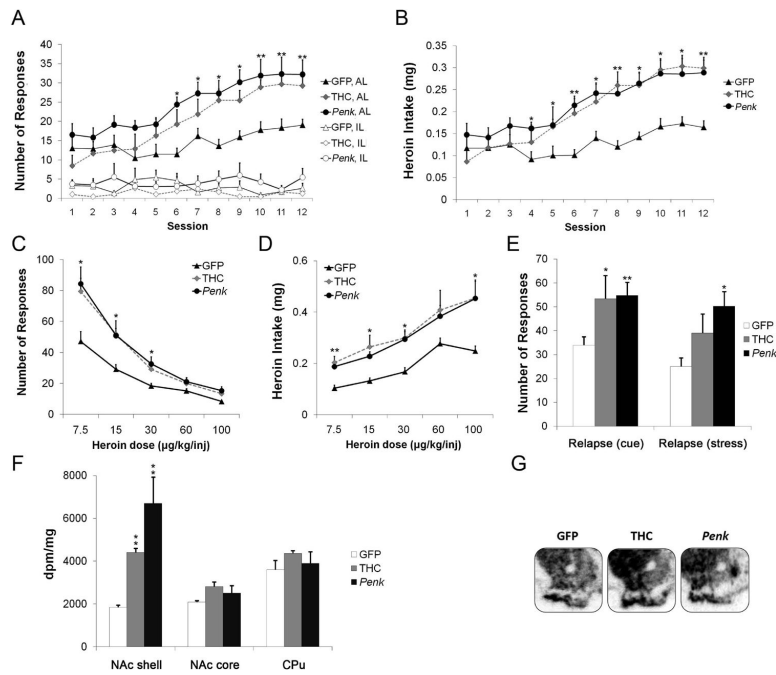 A
Number of Responses
40
35
30
25
20
15
10
5
0
1 2 3 4 5 6 7 8 9 10 11 12
Session
* * * * ** ** **
GFP, AL
THC, AL
Penk, AL
GFP, IL
THC, IL
Penk, IL
B
Heroin Intake (mg)
0.35
0.3
0.25
0.2
0.15
0.1
0.05
0
1 2 3 4 5 6 7 8 9 10 11 12
Session
* * ** * ** * * * **
GFP
THC
Penk
C
Number of Responses
100
80
60
40
20
0
7.5 15 30 60 100
Heroin dose (µg/kg/inj)
* * *
GFP
THC
Penk
D
Heroin Intake (mg)
0.6
0.4
0.2
0
7.5 15 30 60 100
Heroin dose (µg/kg/inj)
** * * *
GFP
THC
Penk
E
Number of Responses
70
60
50
40
30
20
10
0
Relapse (cue) Relapse (stress)
* ** *
GFP
THC
Penk
F
dpm/mg
8000
6000
4000
2000
0
NAc shell NAc core CPu
** **
GFP
THC
Penk
G
GFP THC Penk